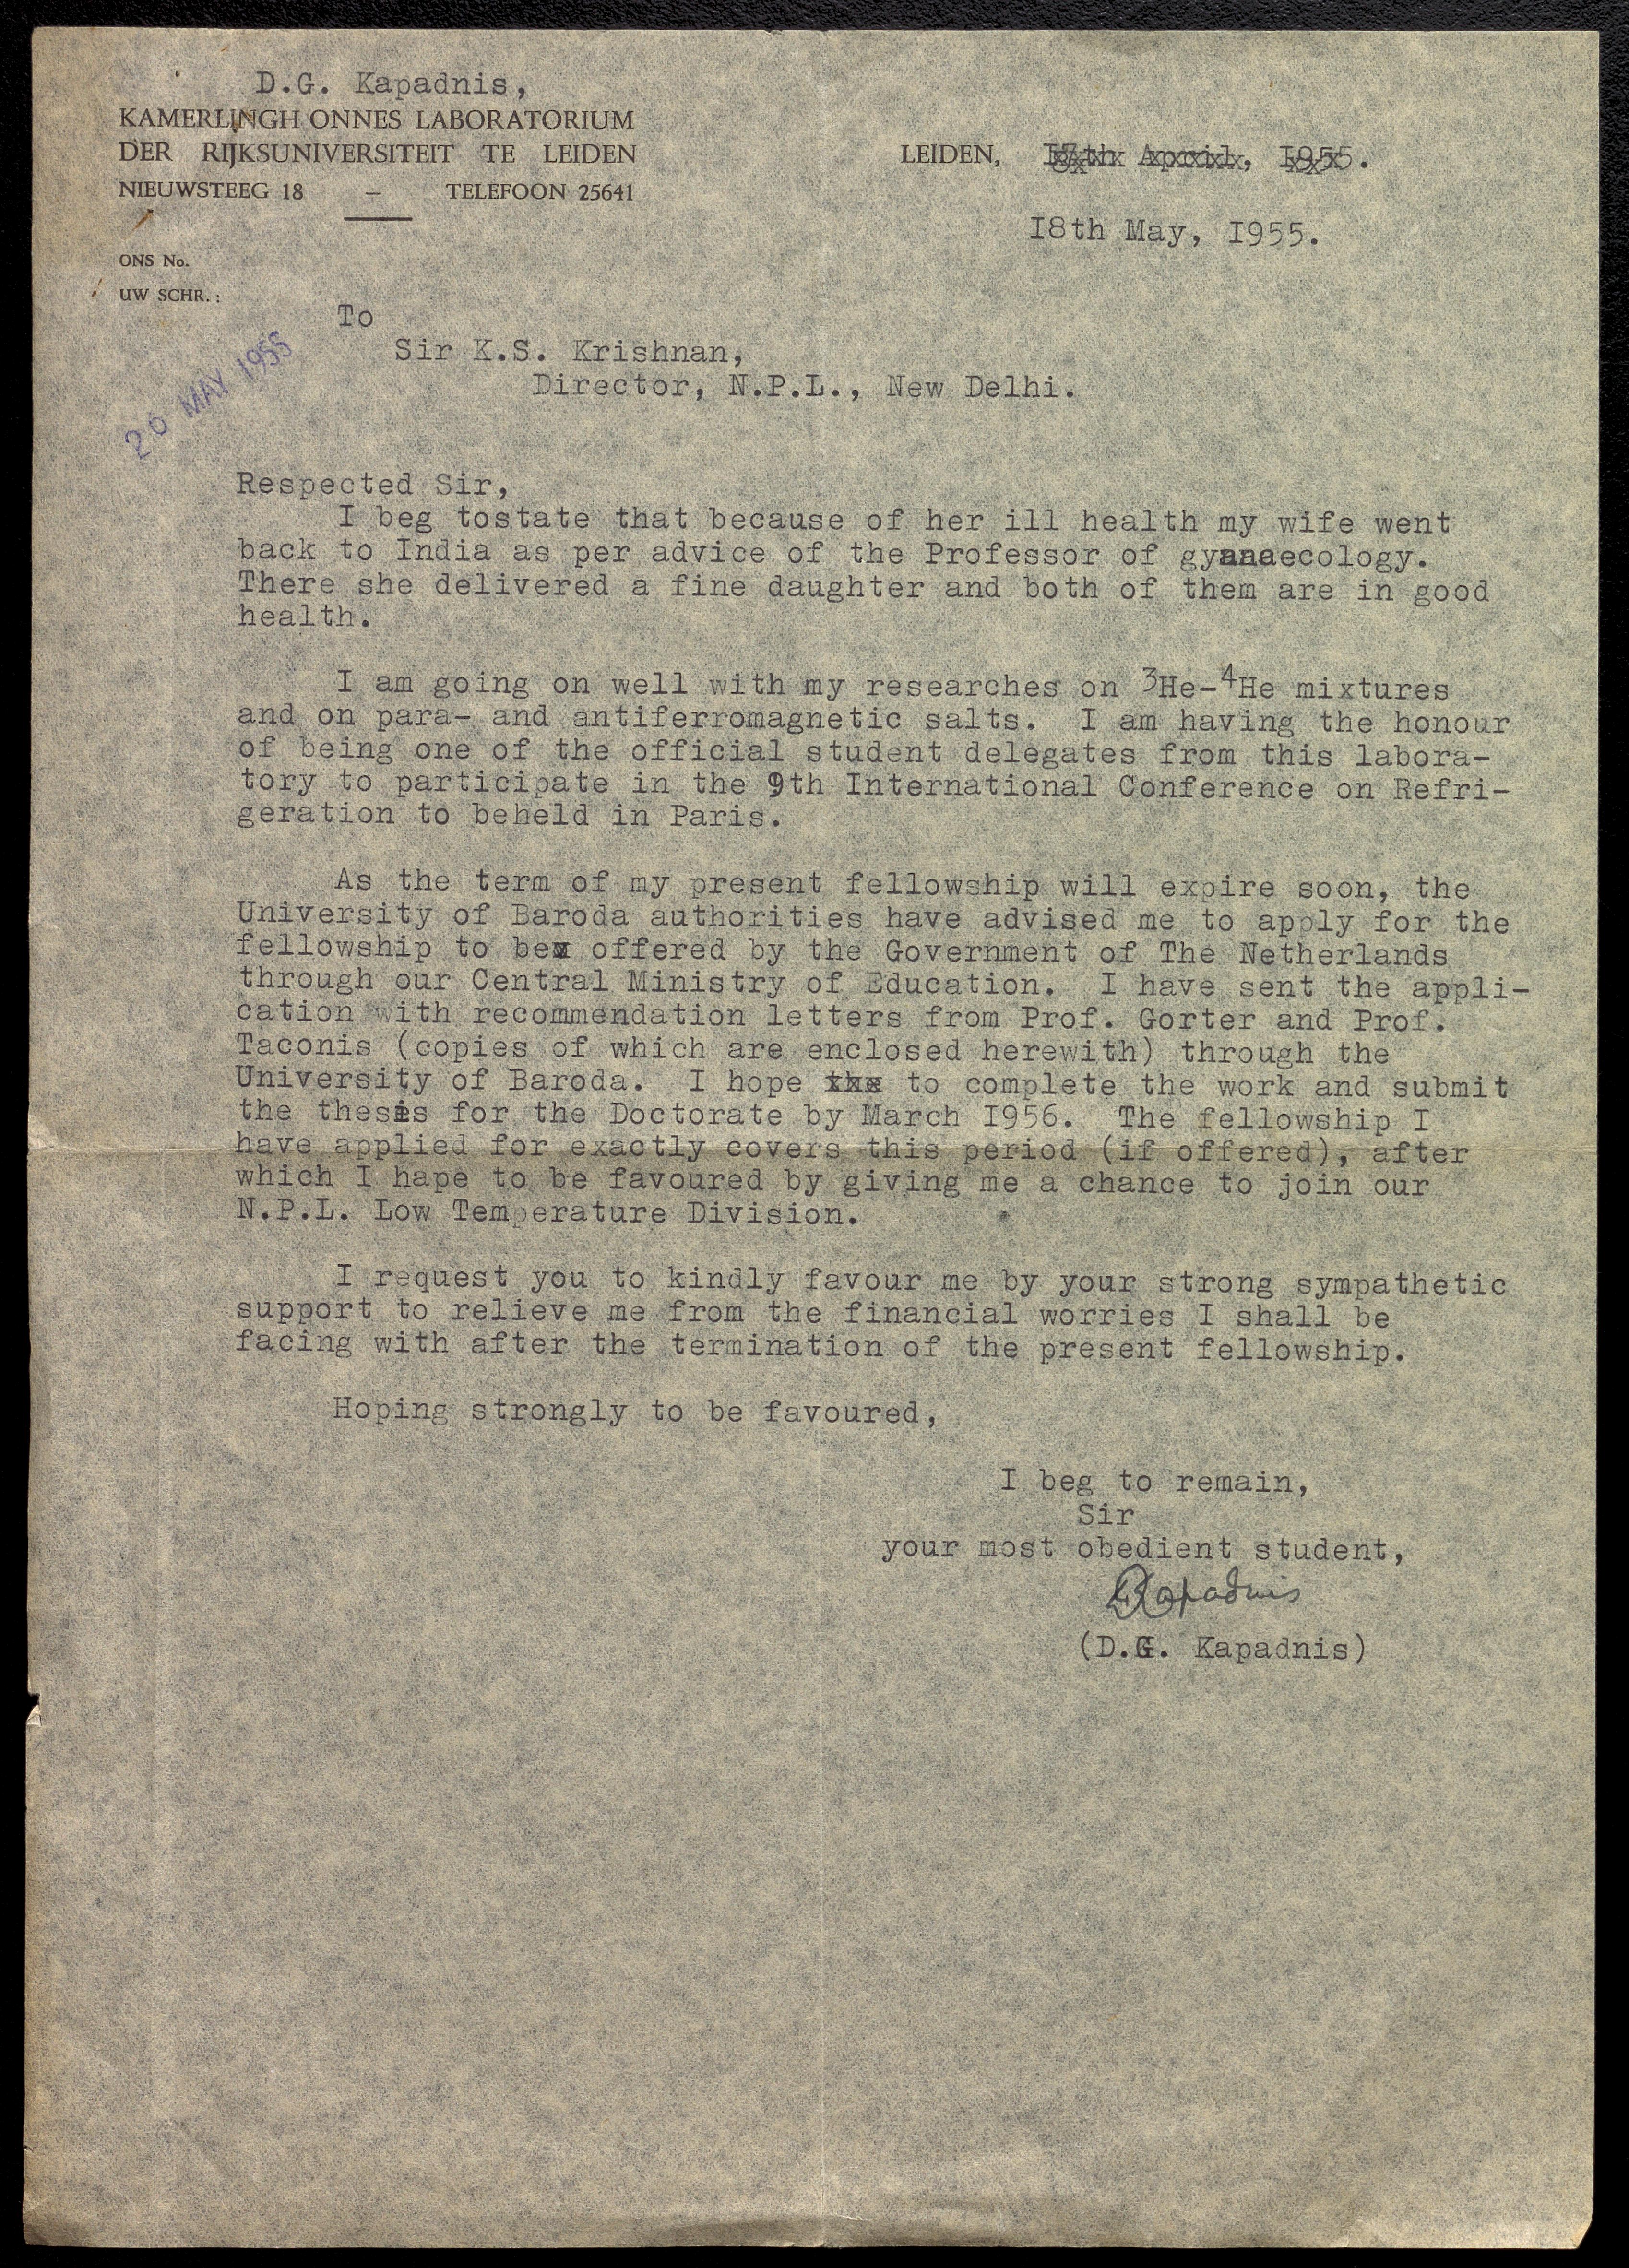 D.G. Kapadnis,
KAMERLINGH ONNES LABORATORIUM
DER RIJKSUNIVERSITEIT TE LEIDEN
NIEUWSTEEG 18 – TELEFOON 25641
LEIDEN, April, 1955.
18th May, 1955.
ONS No.
UW SCHR.:
20 MAY 1955
To
Sir K.S. Krishnan,
Director, N.P.L., New Delhi.
Respected Sir,
I beg tostate that because of her ill health my wife went
back to India as per advice of the Professor of gynaecology.
There she delivered a fine daughter and both of them are in good
health.
I am going on well with my researches on ³He-⁴He mixtures
and on para- and antiferromagnetic salts. I am having the honour
of being one of the official student delegates from this labora-
tory to participate in the 9th International Conference on Refri-
geration to beheld in Paris.
As the term of my present fellowship will expire soon, the
University of Baroda authorities have advised me to apply for the
fellowship to be offered by the Government of The Netherlands
through our Central Ministry of Education. I have sent the appli-
cation with recommendation letters from Prof. Gorter and Prof.
Taconis (copies of which are enclosed herewith) through the
University of Baroda. I hope to complete the work and submit
the thesis for the Doctorate by March 1956. The fellowship I
have applied for exactly covers this period (if offered), after
which I hape to be favoured by giving me a chance to join our
N.P.L. Low Temperature Division.
I request you to kindly favour me by your strong sympathetic
support to relieve me from the financial worries I shall be
facing with after the termination of the present fellowship.
Hoping strongly to be favoured,
I beg to remain,
Sir
your most obedient student,
Kapadnis
(D.G. Kapadnis)